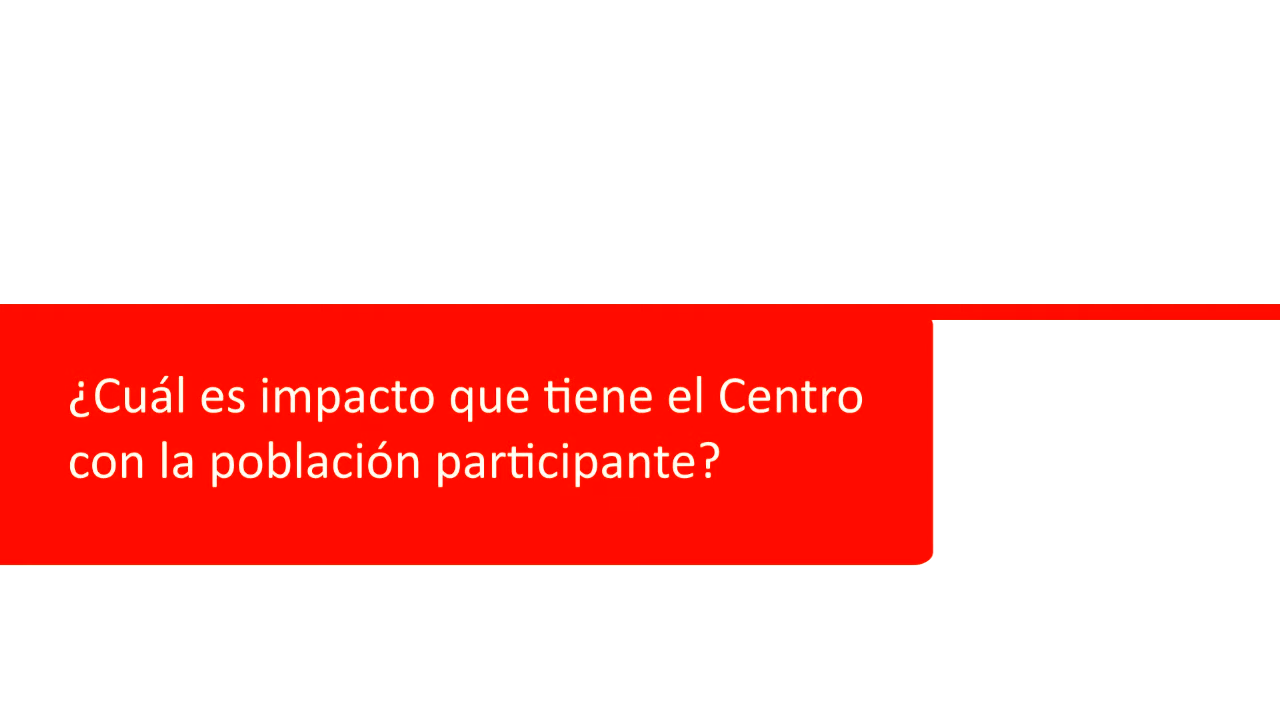 ¿Cuál es impacto que tiene el Centro
con la población participante?